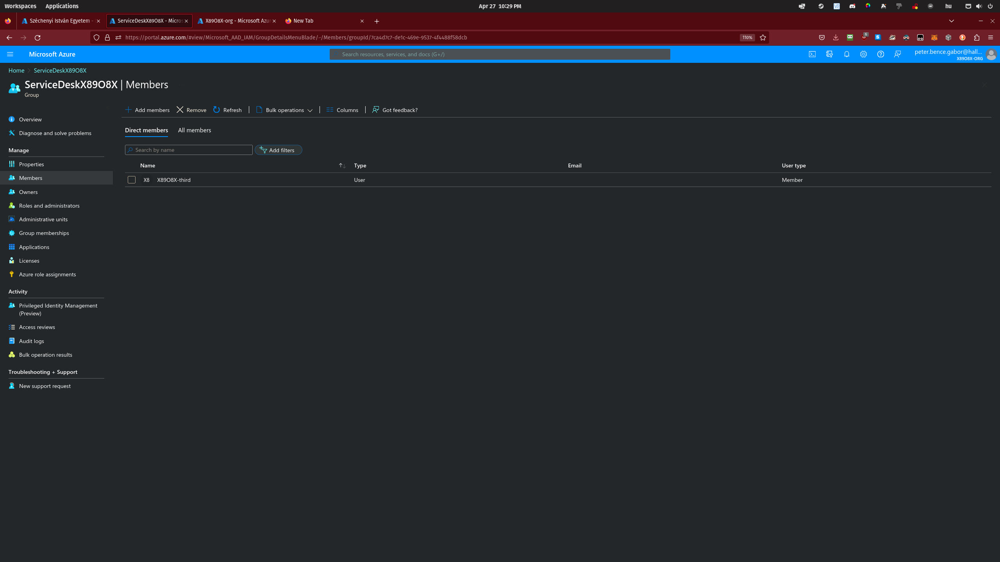 Workspaces Applications Apr 27 10:29 PM hu
Széchenyi István Egyetem - ServiceDeskX89O8X - Micros X89O8X-org - Microsoft Azur New Tab
https://portal.azure.com/#view/Microsoft_AAD_IAM/GroupDetailsMenuBlade/~/Members/groupId/7ca4d7c7-de1c-469e-9537-4f4488f58dcb 110% 6
Microsoft Azure Search resources, services, and docs (G+/) peter.bence.gabor@hall...
X89O8X-ORG
Home ServiceDeskX89O8X
ServiceDeskX89O8X | Members
Group
Add members Remove Refresh Bulk operations Columns Got feedback?
Overview
Diagnose and solve problems
Manage
Properties
Members
Owners
Roles and administrators
Administrative units
Group memberships
Applications
Licenses
Azure role assignments
Activity
Privileged Identity Management
(Preview)
Access reviews
Audit logs
Bulk operation results
Troubleshooting + Support
New support request
Direct members All members
Search by name Add filters
Name Type Email User type
X8 X89O8X-third User Member